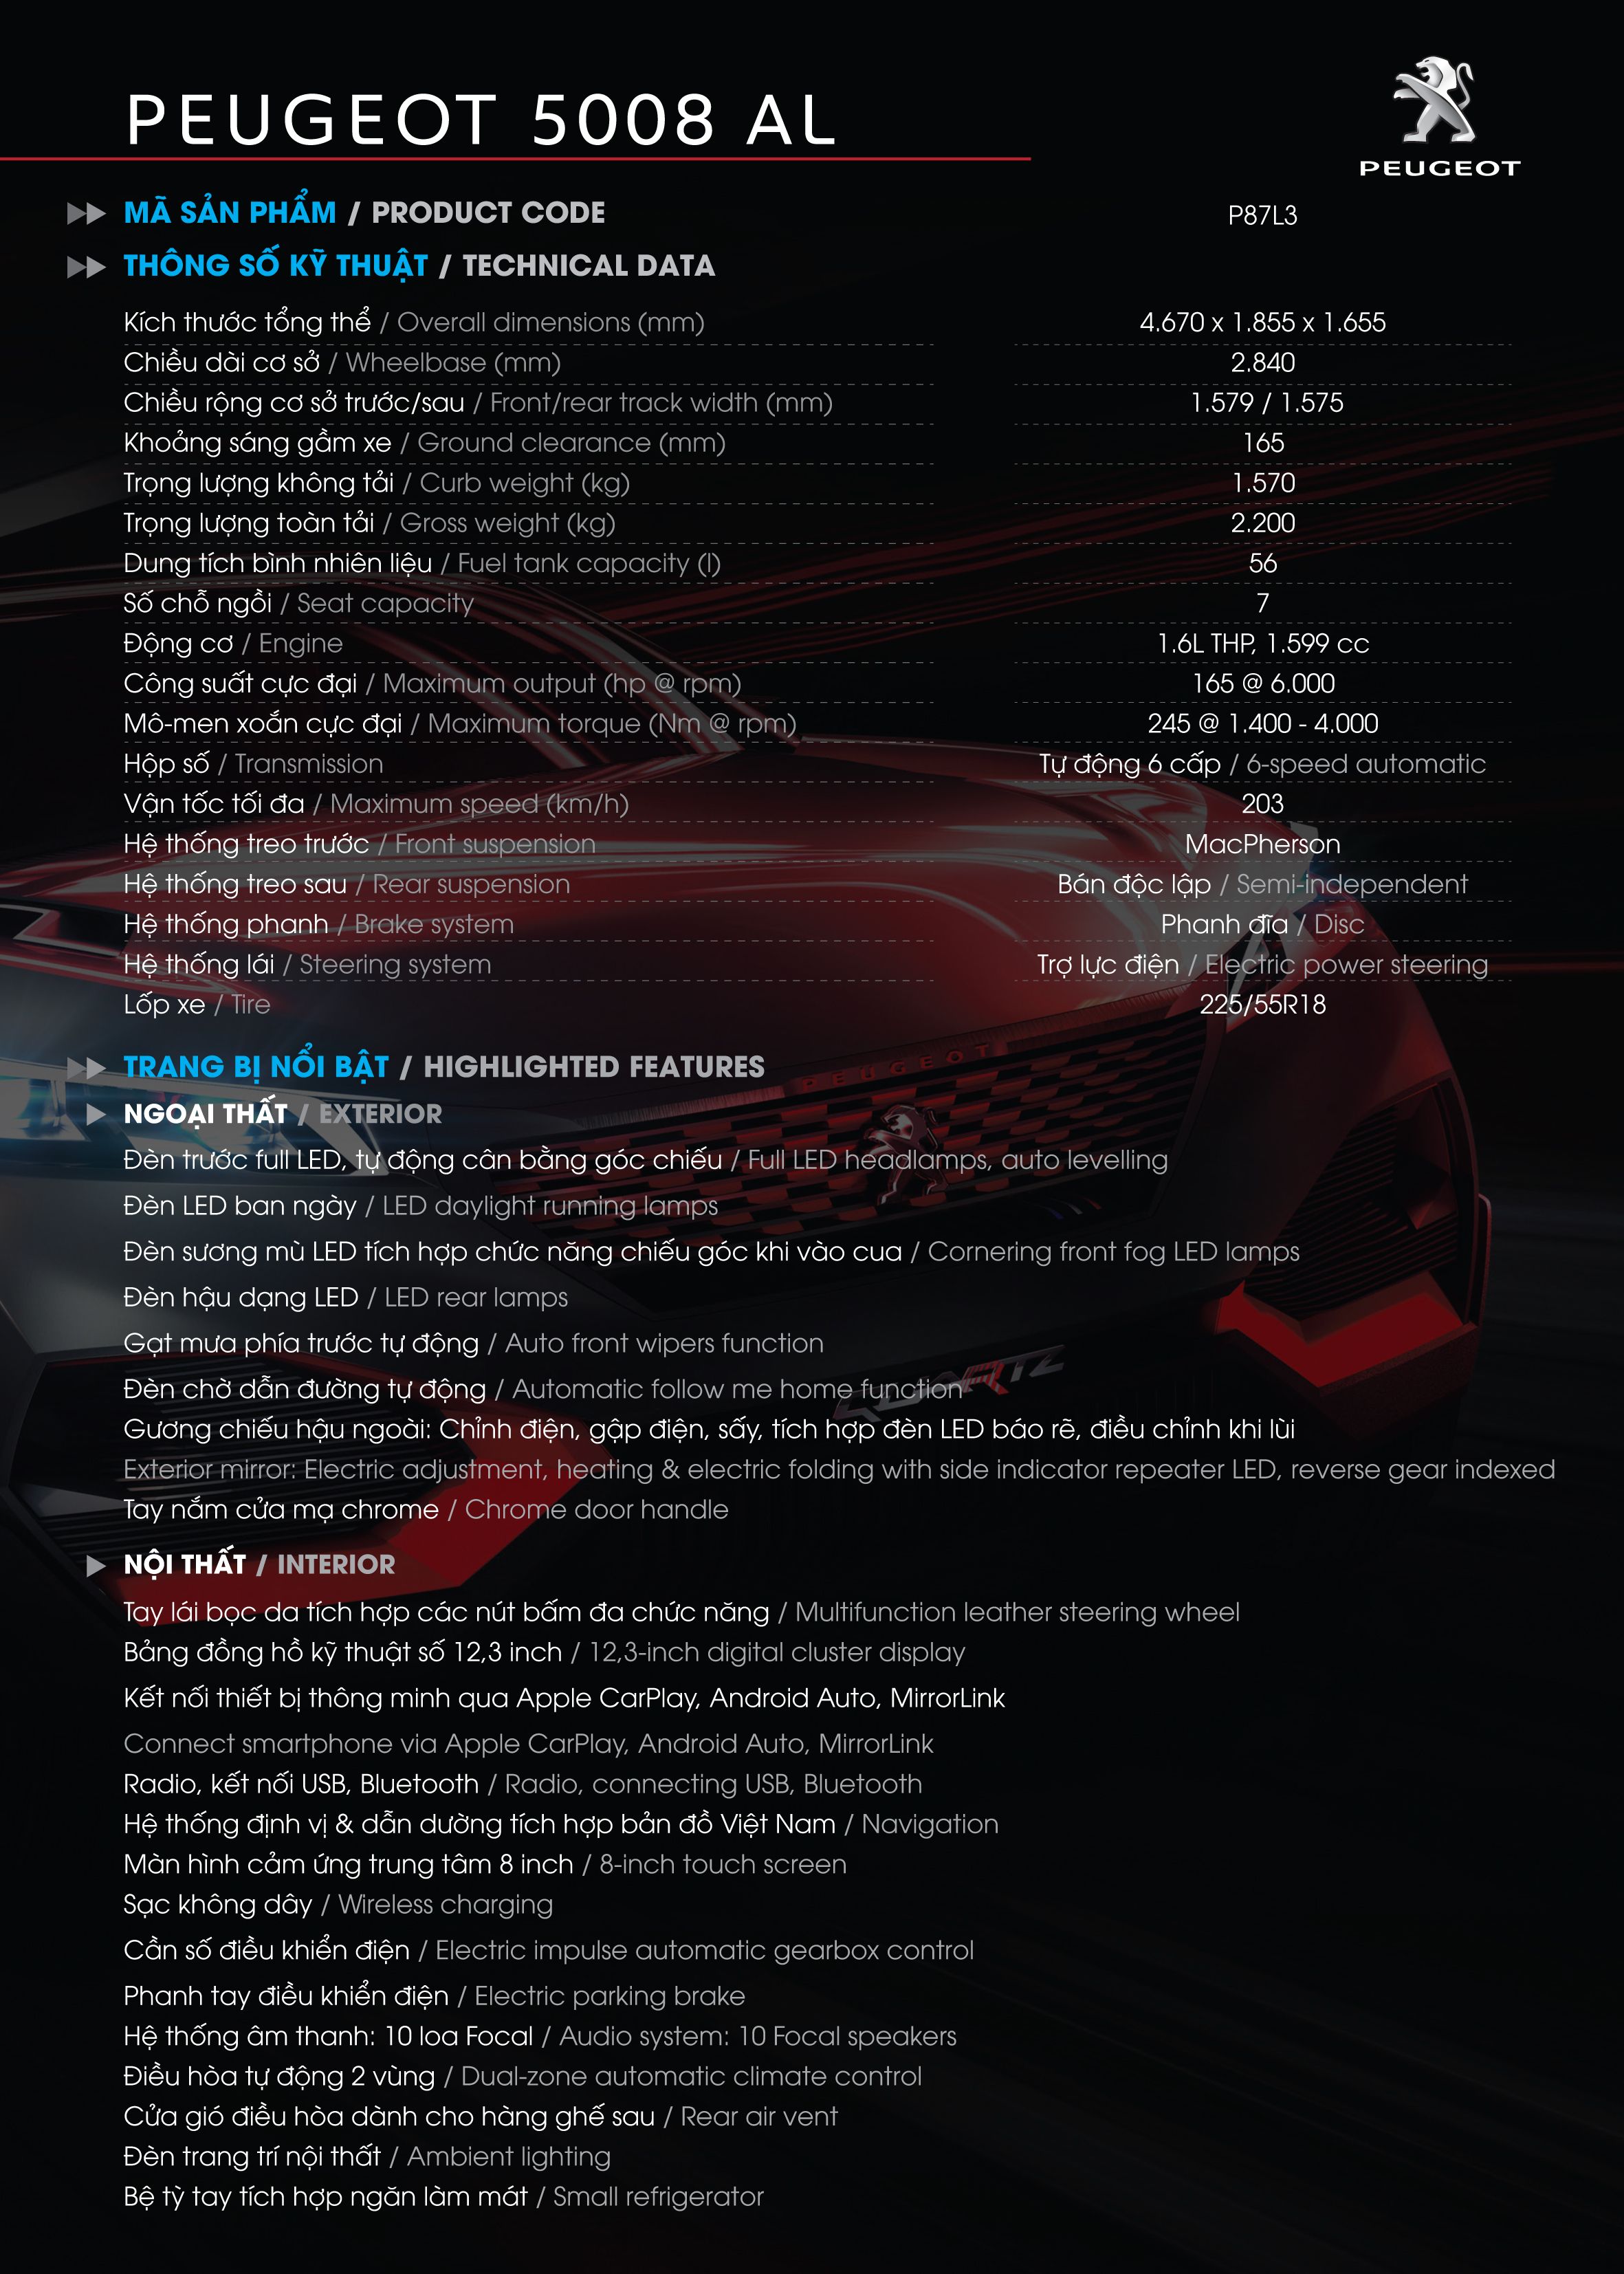 PEUGEOT 5008 AL
PEUGEOT
MÃ SẢN PHẨM / PRODUCT CODE P87L3
THÔNG SỐ KỸ THUẬT / TECHNICAL DATA
Kích thước tổng thể / Overall dimensions (mm) 4.670 x 1.855 x 1.655
Chiều dài cơ sở / Wheelbase (mm) 2.840
Chiều rộng cơ sở trước/sau / Front/rear track width (mm) 1.579 / 1.575
Khoảng sáng gầm xe / Ground clearance (mm) 165
Trọng lượng không tải / Curb weight (kg) 1.570
Trọng lượng toàn tải / Gross weight (kg) 2.200
Dung tích bình nhiên liệu / Fuel tank capacity (l) 56
Số chỗ ngồi / Seat capacity 7
Động cơ / Engine 1.6L THP, 1.599 cc
Công suất cực đại / Maximum output (hp @ rpm) 165 @ 6.000
Mô-men xoắn cực đại / Maximum torque (Nm @ rpm) 245 @ 1.400 - 4.000
Hộp số / Transmission Tự động 6 cấp / 6-speed automatic
Vận tốc tối đa / Maximum speed (km/h) 203
Hệ thống treo trước / Front suspension MacPherson
Hệ thống treo sau / Rear suspension Bán độc lập / Semi-independent
Hệ thống phanh / Brake system Phanh đĩa / Disc
Hệ thống lái / Steering system Trợ lực điện / Electric power steering
Lốp xe / Tire 225/55R18
PEUGEOT
TRANG BỊ NỔI BẬT / HIGHLIGHTED FEATURES
NGOẠI THẤT / EXTERIOR
Đèn trước full LED, tự động cân bằng góc chiếu / Full LED headlamps, auto levelling
Đèn LED ban ngày / LED daylight running lamps
Đèn sương mù LED tích hợp chức năng chiếu góc khi vào cua / Cornering front fog LED lamps
Đèn hậu dạng LED / LED rear lamps
Gạt mưa phía trước tự động / Auto front wipers function
Đèn chờ dẫn đường tự động / Automatic follow me home function
QUARTZ
Gương chiếu hậu ngoài: Chỉnh điện, gập điện, sấy, tích hợp đèn LED báo rẽ, điều chỉnh khi lùi
Exterior mirror: Electric adjustment, heating & electric folding with side indicator repeater LED, reverse gear indexed
Tay nắm cửa mạ chrome / Chrome door handle
NỘI THẤT / INTERIOR
Tay lái bọc da tích hợp các nút bấm đa chức năng / Multifunction leather steering wheel
Bảng đồng hồ kỹ thuật số 12,3 inch / 12,3-inch digital cluster display
Kết nối thiết bị thông minh qua Apple CarPlay, Android Auto, MirrorLink
Connect smartphone via Apple CarPlay, Android Auto, MirrorLink
Radio, kết nối USB, Bluetooth / Radio, connecting USB, Bluetooth
Hệ thống định vị & dẫn dường tích hợp bản đồ Việt Nam / Navigation
Màn hình cảm ứng trung tâm 8 inch / 8-inch touch screen
Sạc không dây / Wireless charging
Cần số điều khiển điện / Electric impulse automatic gearbox control
Phanh tay điều khiển điện / Electric parking brake
Hệ thống âm thanh: 10 loa Focal / Audio system: 10 Focal speakers
Điều hòa tự động 2 vùng / Dual-zone automatic climate control
Cửa gió điều hòa dành cho hàng ghế sau / Rear air vent
Đèn trang trí nội thất / Ambient lighting
Bệ tỳ tay tích hợp ngăn làm mát / Small refrigerator